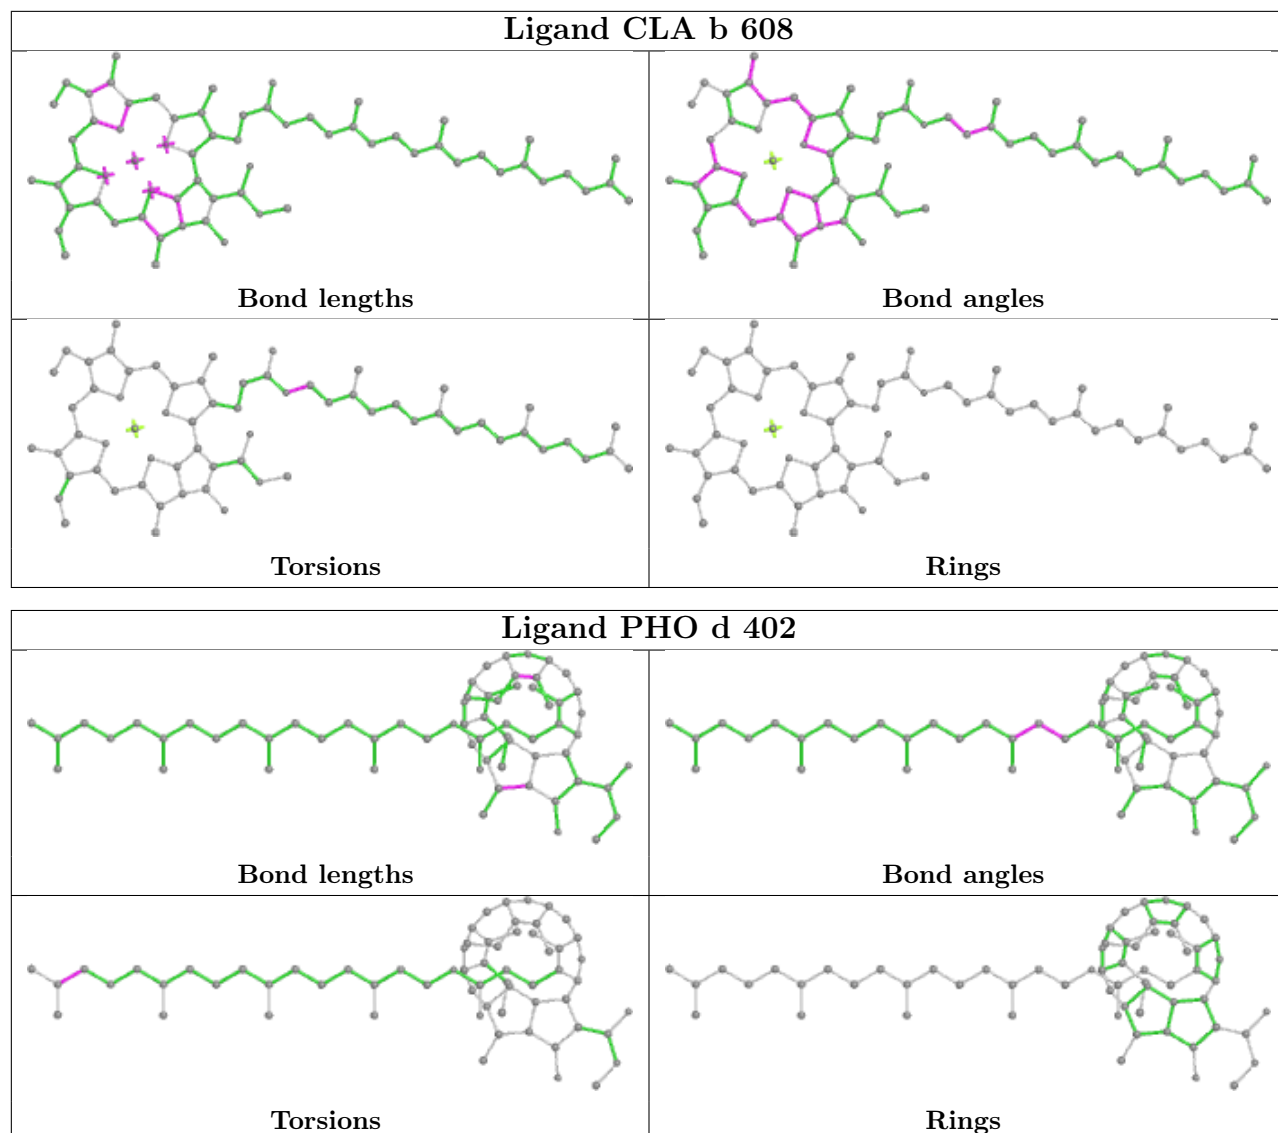 Ligand CLA b 608
Bond lengths
Bond angles
Torsions
Rings
Ligand PHO d 402
Bond lengths
Bond angles
Torsions
Rings